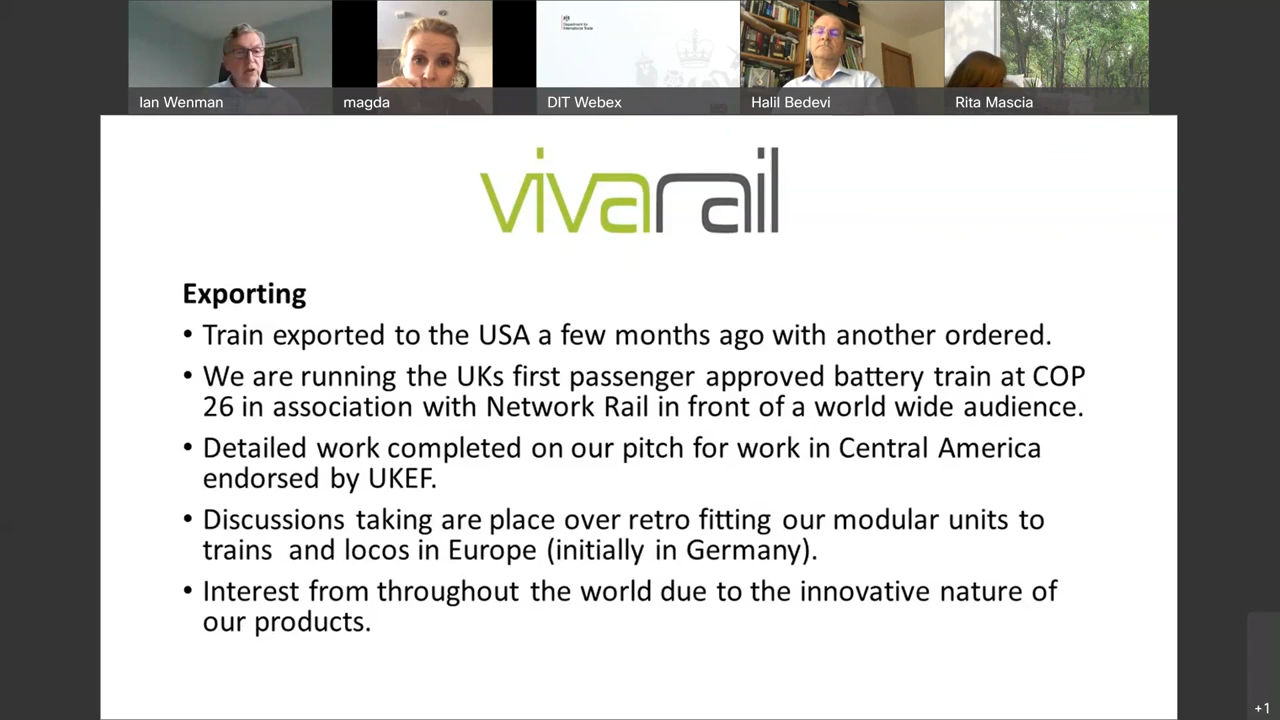 Department for
International Trade
Ian Wenman
magda
DIT Webex
Halil Bedevi
Rita Mascia
vivarail
Exporting
• Train exported to the USA a few months ago with another ordered.
• We are running the UKs first passenger approved battery train at COP
26 in association with Network Rail in front of a world wide audience.
• Detailed work completed on our pitch for work in Central America
endorsed by UKEF.
• Discussions taking are place over retro fitting our modular units to
trains and locos in Europe (initially in Germany).
• Interest from throughout the world due to the innovative nature of
our products.
+1